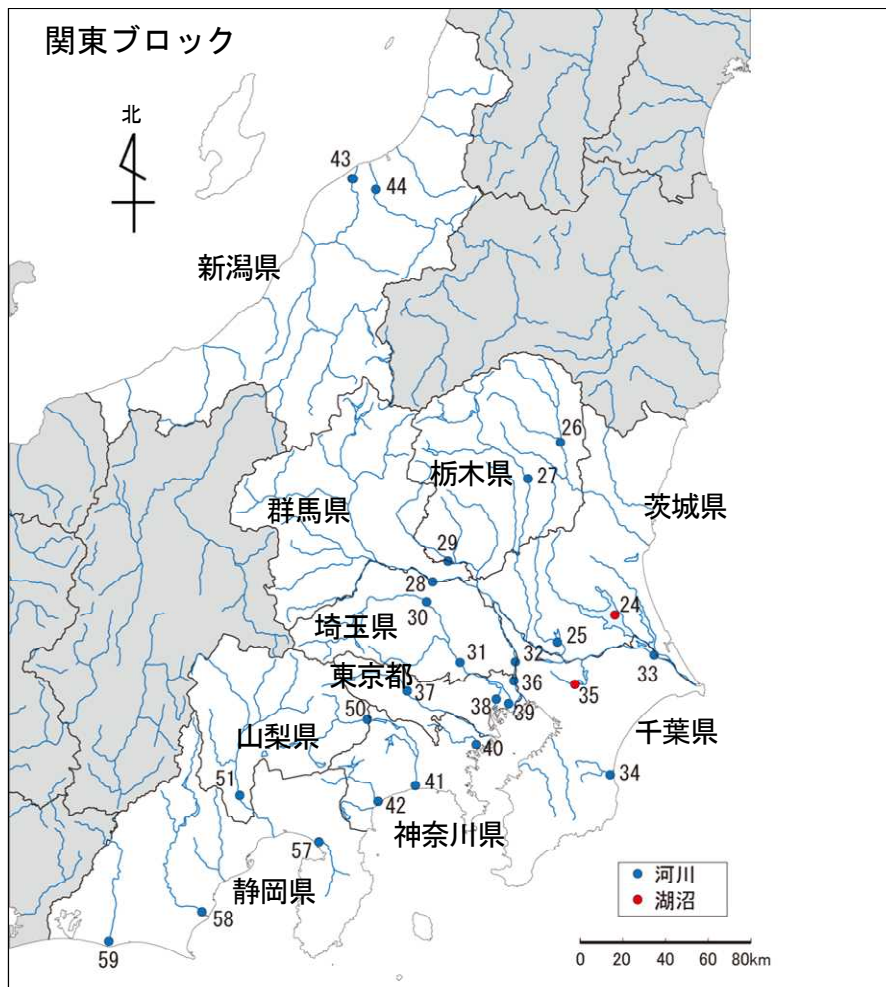 関東ブロック
北
43
44
新潟県
26
栃木県
27
群馬県
茨城県
29
28
24
30
埼玉県
25
31
32
33
東京都
36
37
35
38
39
50
山梨県
千葉県
40
51
41
34
42
神奈川県
57
河川
静岡県
湖沼
58
59
0 20 40 60 80km